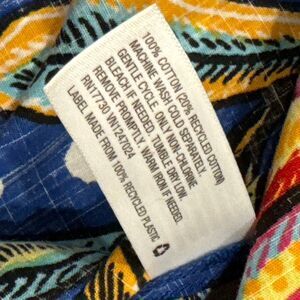 100% COTTON (20% RECYCLED COTTON)
MACHINE WASH COLD SEPARATELY.
GENTLE CYCLE. ONLY NON-CHLORINE
BLEACH IF NEEDED. TUMBLE DRY LOW.
REMOVE PROMPTLY. WARM IRON IF NEEDED.
RN17730/VN1247024
LABEL: MADE FROM 100% RECYCLED PLASTIC